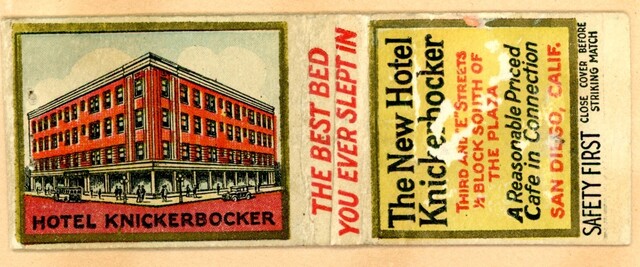 HOTEL KNICKERBOCKER
THE BEST BED
YOU EVER SLEPT IN
The New Hotel
Knickerbocker
THIRD AND "E" STREETS
½ BLOCK SOUTH OF
THE PLAZA
A Reasonable Priced
Cafe in Connection
SAN DIEGO, CALIF.
SAFETY FIRST CLOSE COVER BEFORE
STRIKING MATCH